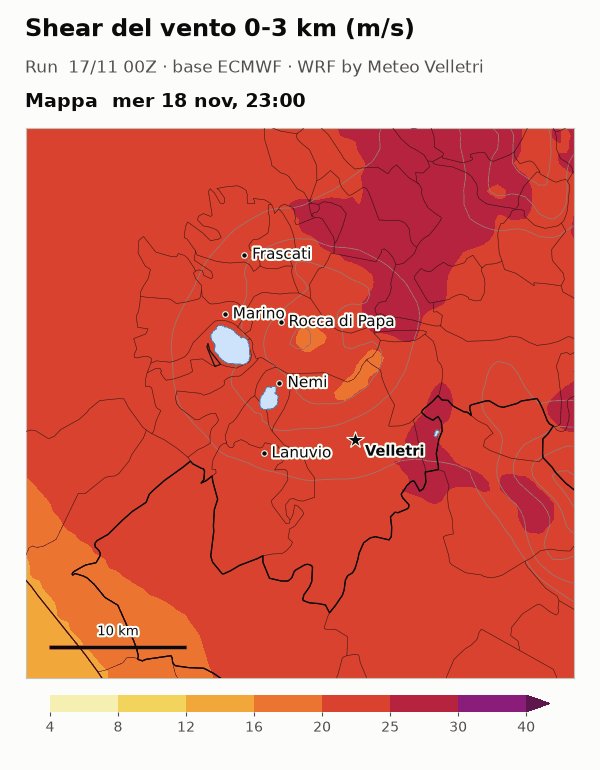 Shear del vento 0-3 km (m/s)
Run 17/11 00Z · base ECMWF · WRF by Meteo Velletri
Mappa mer 18 nov, 23:00
Frascati
Marino
Rocca di Papa
Nemi
Velletri
Lanuvio
10 km
4 8 12 16 20 25 30 40